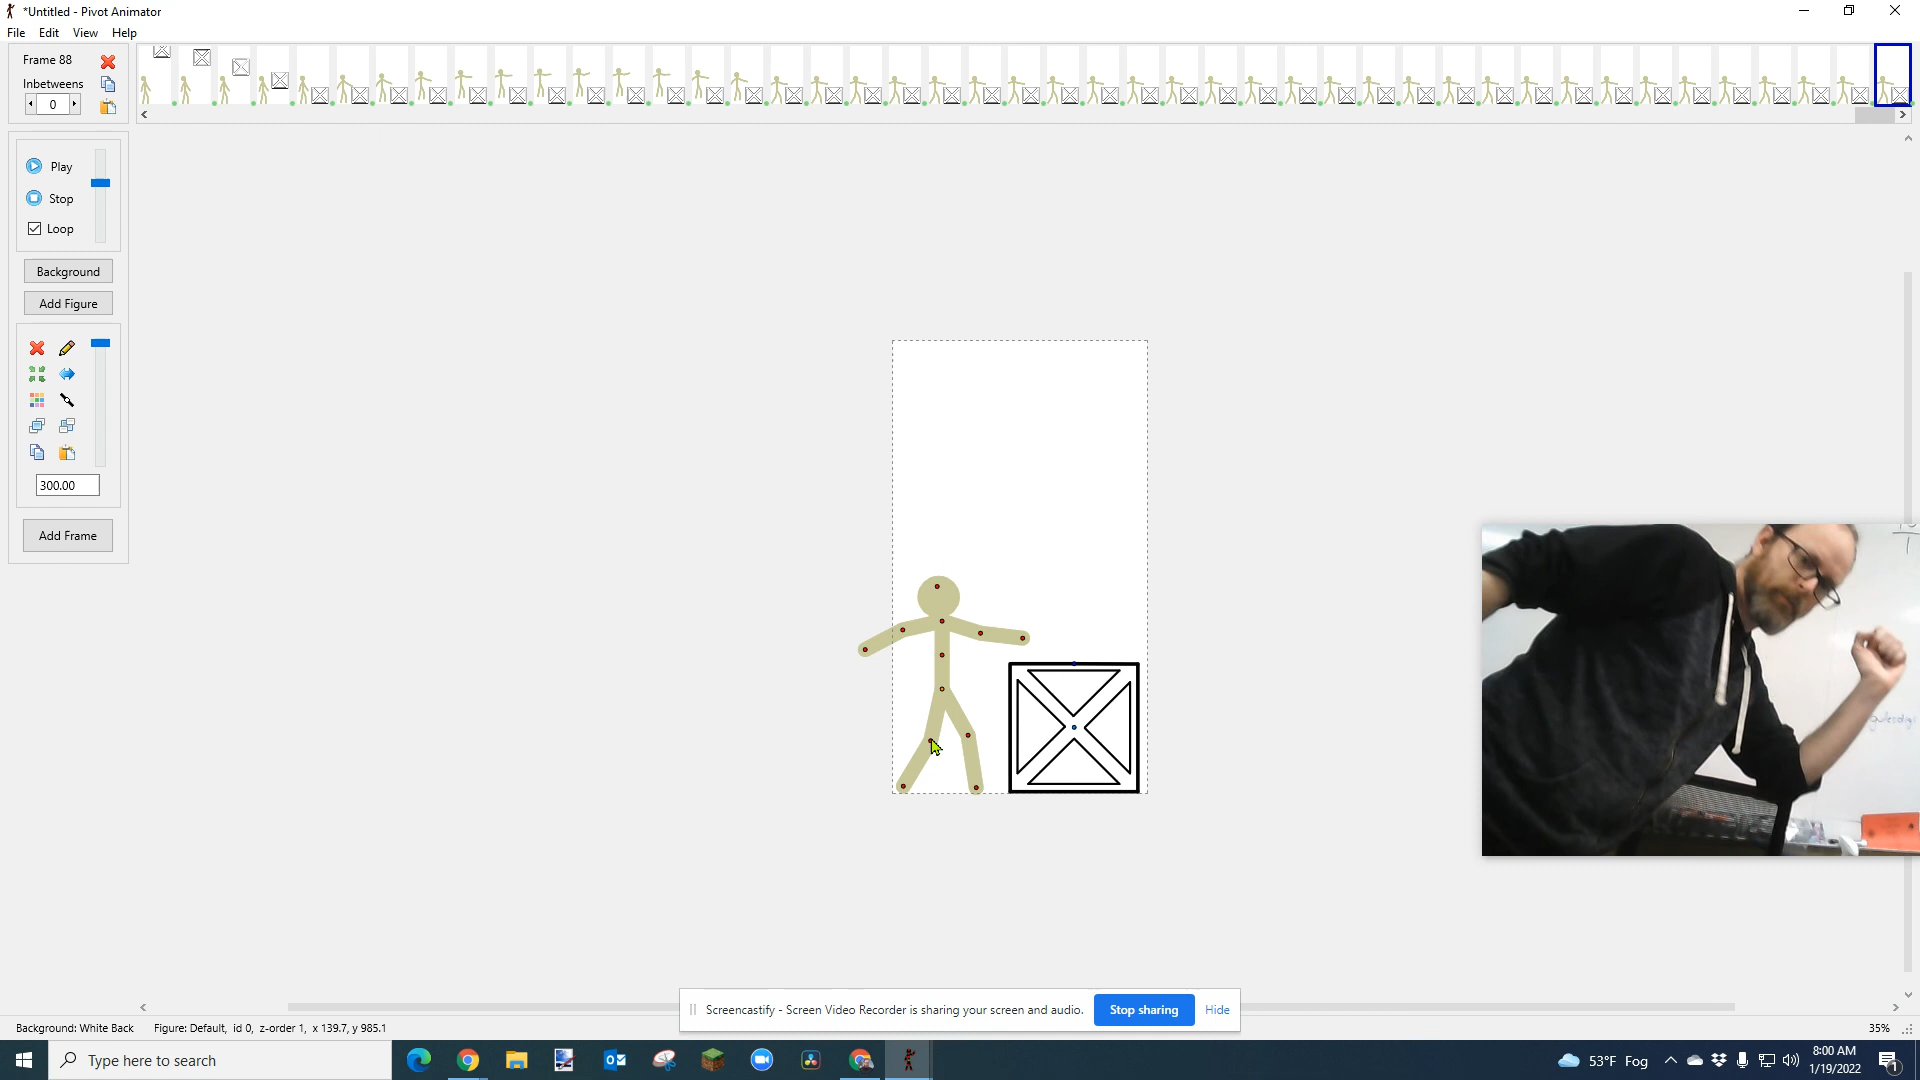 *Untitled - Pivot Animator
File Edit View Help
Frame 88
Inbetweens
0
Play
Stop
Loop
Background
Add Figure
300.00
Add Frame
Screencastify - Screen Video Recorder is sharing your screen and audio. Stop sharing Hide
Background: White Back Figure: Default, id 0, z-order 1, x 139.7, y 985.1 35%
Type here to search
53°F Fog
8:00 AM
1/19/2022
1